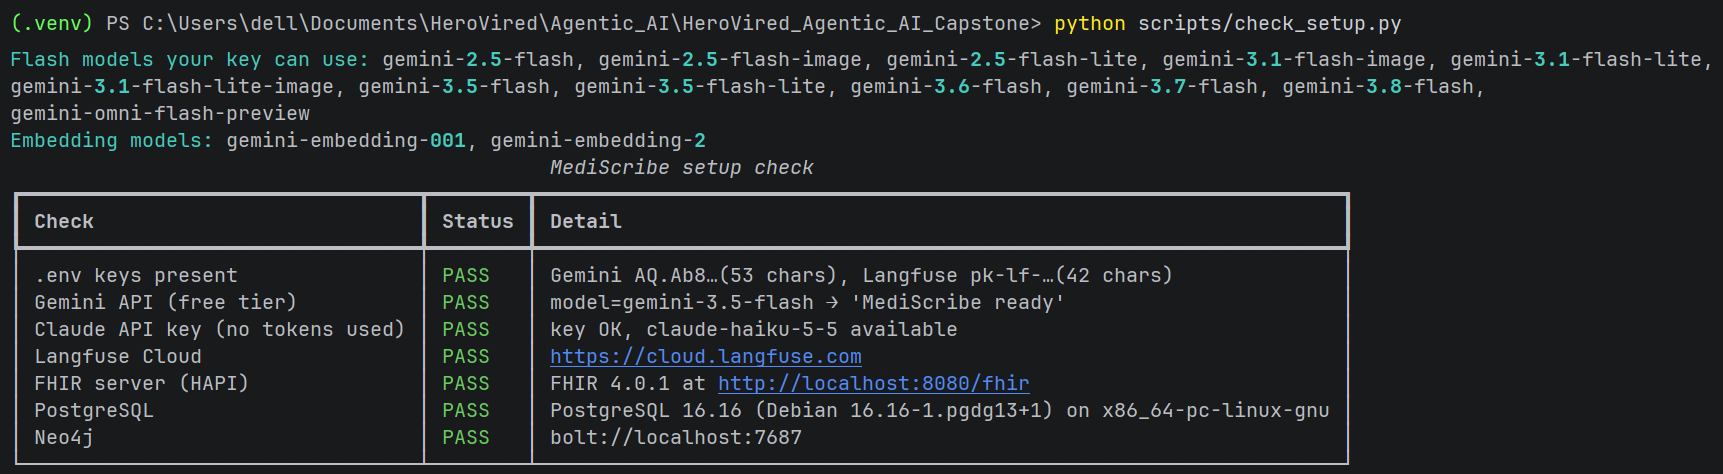 (.venv) PS C:\Users\dell\Documents\HeroVired\Agentic_AI\HeroVired_Agentic_AI_Capstone> python scripts/check_setup.py
Flash models your key can use: gemini-2.5-flash, gemini-2.5-flash-image, gemini-2.5-flash-lite, gemini-3.1-flash-image, gemini-3.1-flash-lite,
gemini-3.1-flash-lite-image, gemini-3.5-flash, gemini-3.5-flash-lite, gemini-3.6-flash, gemini-3.7-flash, gemini-3.8-flash,
gemini-omni-flash-preview
Embedding models: gemini-embedding-001, gemini-embedding-2
MediScribe setup check
Check Status Detail
.env keys present PASS Gemini AQ.Ab8…(53 chars), Langfuse pk-lf-…(42 chars)
Gemini API (free tier) PASS model=gemini-3.5-flash → 'MediScribe ready'
Claude API key (no tokens used) PASS key OK, claude-haiku-5-5 available
Langfuse Cloud PASS https://cloud.langfuse.com
FHIR server (HAPI) PASS FHIR 4.0.1 at http://localhost:8080/fhir
PostgreSQL PASS PostgreSQL 16.16 (Debian 16.16-1.pgdg13+1) on x86_64-pc-linux-gnu
Neo4j PASS bolt://localhost:7687